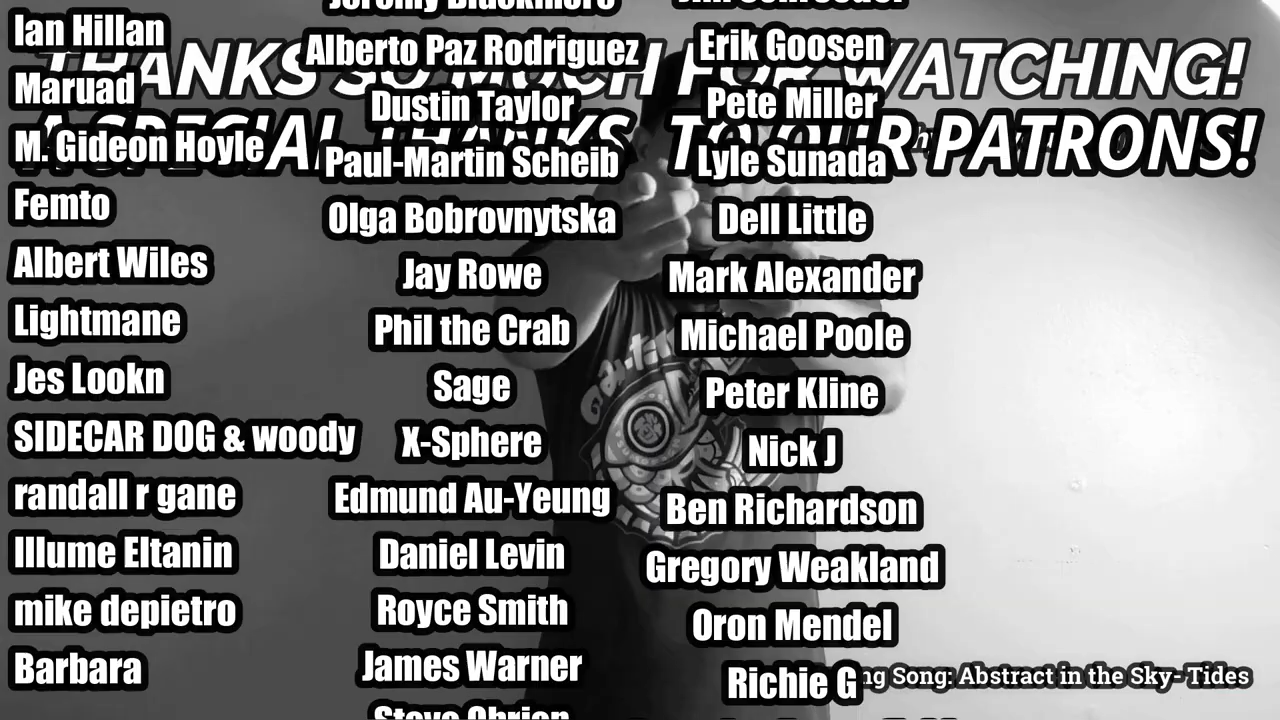 THANKS SO MUCH FOR WATCHING!
A SPECIAL THANKS TO OUR PATRONS!
Ian Hillan
Maruad
M. Gideon Hoyle
Femto
Albert Wiles
Lightmane
Jes Lookn
SIDECAR DOG & woody
randall r gane
Illume Eltanin
mike depietro
Barbara
Jeremy Blackmore
Alberto Paz Rodriguez
Dustin Taylor
Paul-Martin Scheib
Olga Bobrovnytska
Jay Rowe
Phil the Crab
Sage
X-Sphere
Edmund Au-Yeung
Daniel Levin
Royce Smith
James Warner
Steve Obrien
Erik Goosen
Pete Miller
Lyle Sunada
Dell Little
Mark Alexander
Michael Poole
Peter Kline
Nick J
Ben Richardson
Gregory Weakland
Oron Mendel
Richie G
Song: Abstract in the Sky- Tides